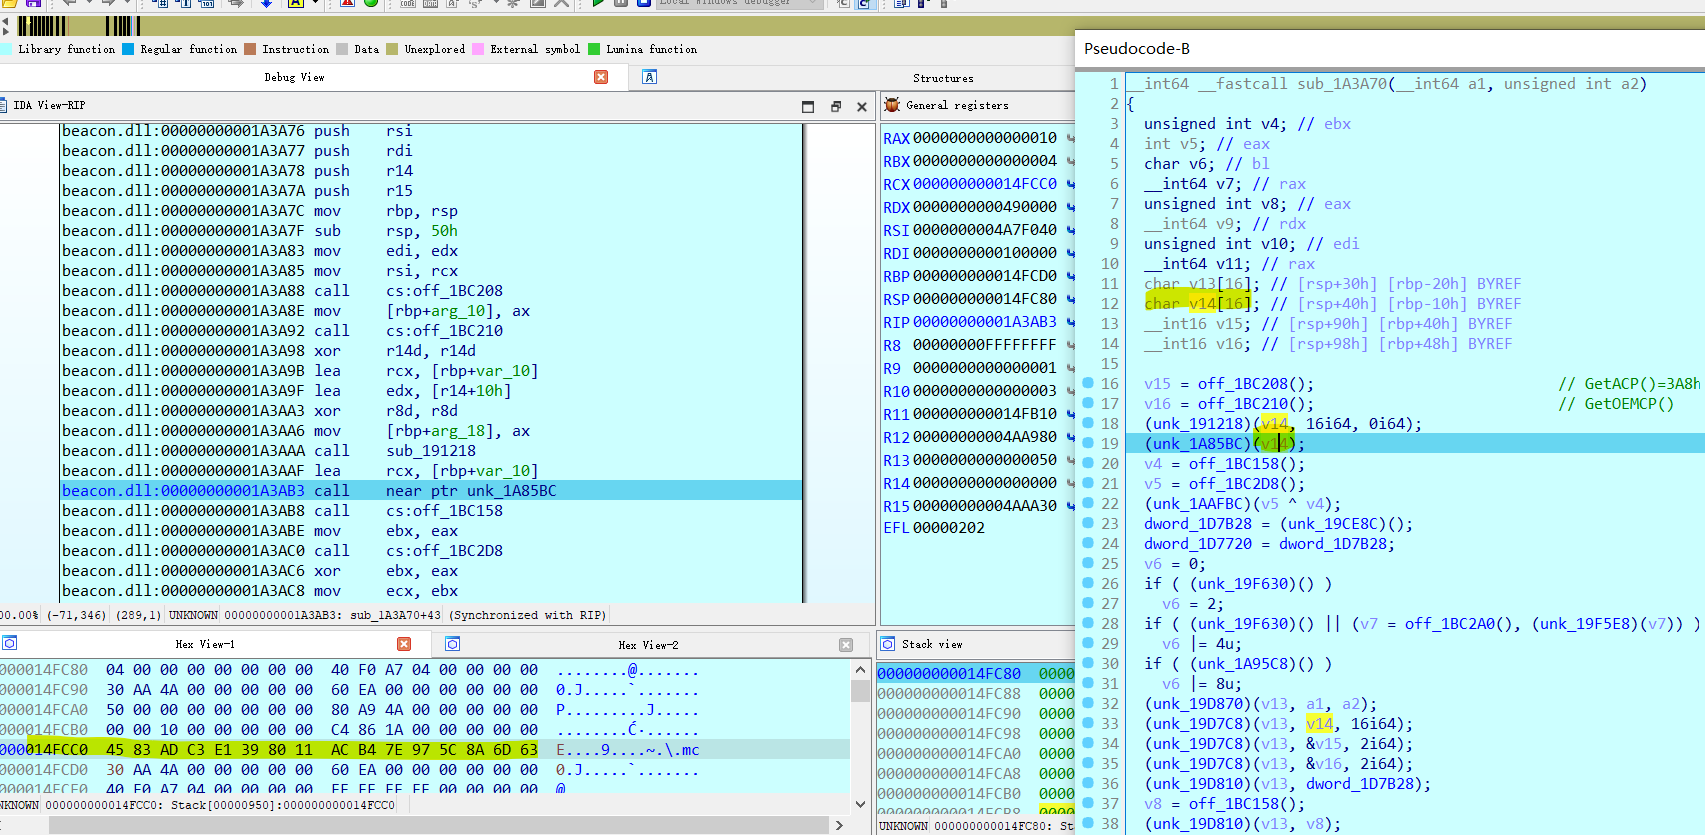 Local Windows debugger
Library function Regular function Instruction Data Unexplored External symbol Lumina function
Debug View
Structures
IDA View-RIP
beacon.dll:00000000001A3A76 push rsi
beacon.dll:00000000001A3A77 push rdi
beacon.dll:00000000001A3A78 push r14
beacon.dll:00000000001A3A7A push r15
beacon.dll:00000000001A3A7C mov rbp, rsp
beacon.dll:00000000001A3A7F sub rsp, 50h
beacon.dll:00000000001A3A83 mov edi, edx
beacon.dll:00000000001A3A85 mov rsi, rcx
beacon.dll:00000000001A3A88 call cs:off_1BC208
beacon.dll:00000000001A3A8E mov [rbp+arg_10], ax
beacon.dll:00000000001A3A92 call cs:off_1BC210
beacon.dll:00000000001A3A98 xor r14d, r14d
beacon.dll:00000000001A3A9B lea rcx, [rbp+var_10]
beacon.dll:00000000001A3A9F lea edx, [r14+10h]
beacon.dll:00000000001A3AA3 xor r8d, r8d
beacon.dll:00000000001A3AA6 mov [rbp+arg_18], ax
beacon.dll:00000000001A3AAA call sub_191218
beacon.dll:00000000001A3AAF lea rcx, [rbp+var_10]
beacon.dll:00000000001A3AB3 call near ptr unk_1A85BC
beacon.dll:00000000001A3AB8 call cs:off_1BC158
beacon.dll:00000000001A3ABE mov ebx, eax
beacon.dll:00000000001A3AC0 call cs:off_1BC2D8
beacon.dll:00000000001A3AC6 xor ebx, eax
beacon.dll:00000000001A3AC8 mov ecx, ebx
00.00% (-71,346) (289,1) UNKNOWN 00000000001A3AB3: sub_1A3A70+43 (Synchronized with RIP)
General registers
RAX 0000000000000010
RBX 0000000000000004
RCX 000000000014FCC0
RDX 0000000000490000
RSI 0000000004A7F040
RDI 0000000000100000
RBP 000000000014FCD0
RSP 000000000014FC80
RIP 00000000001A3AB3
R8 00000000FFFFFFFF
R9 0000000000000001
R10 0000000000000003
R11 000000000014FB10
R12 00000000004AA980
R13 0000000000000050
R14 0000000000000000
R15 00000000004AAA30
EFL 00000202
Hex View-1
Hex View-2
000014FC80 04 00 00 00 00 00 00 00 40 F0 A7 04 00 00 00 00 ........@.......
000014FC90 30 AA 4A 00 00 00 00 00 60 EA 00 00 00 00 00 00 0.J.....`.......
000014FCA0 50 00 00 00 00 00 00 00 80 A9 4A 00 00 00 00 00 P.........J.....
000014FCB0 00 00 10 00 00 00 00 00 C4 86 1A 00 00 00 00 00
000014FCC0 45 83 AD C3 E1 39 80 11 AC B4 7E 97 5C 8A 6D 63 E....9....~.\.mc
000014FCD0 30 AA 4A 00 00 00 00 00 60 EA 00 00 00 00 00 00 0.J.....`.......
000014FCE0 40 F0 A7 04 00 00 00 00 FF FF FF FF 00 00 00 00 @
NKNOWN 000000000014FCC0: Stack[00000950]:000000000014FCC0
Stack view
000000000014FC80 0000
000000000014FC88 0000
000000000014FC90 0000
000000000014FC98 0000
000000000014FCA0 0000
000000000014FCA8 0000
000000000014FCB0 0000
000000000014FCB8 0000
UNKNOWN 000000000014FC80: St
Pseudocode-B
1 __int64 __fastcall sub_1A3A70(__int64 a1, unsigned int a2)
2 {
3 unsigned int v4; // ebx
4 int v5; // eax
5 char v6; // bl
6 __int64 v7; // rax
7 unsigned int v8; // eax
8 __int64 v9; // rdx
9 unsigned int v10; // edi
10 __int64 v11; // rax
11 char v13[16]; // [rsp+30h] [rbp-20h] BYREF
12 char v14[16]; // [rsp+40h] [rbp-10h] BYREF
13 __int16 v15; // [rsp+90h] [rbp+40h] BYREF
14 __int16 v16; // [rsp+98h] [rbp+48h] BYREF
15
16 v15 = off_1BC208(); // GetACP()=3A8h
17 v16 = off_1BC210(); // GetOEMCP()
18 (unk_191218)(v14, 16i64, 0i64);
19 (unk_1A85BC)(v14);
20 v4 = off_1BC158();
21 v5 = off_1BC2D8();
22 (unk_1AAFBC)(v5 ^ v4);
23 dword_1D7B28 = (unk_19CE8C)();
24 dword_1D7720 = dword_1D7B28;
25 v6 = 0;
26 if ( (unk_19F630)() )
27 v6 = 2;
28 if ( (unk_19F630)() || (v7 = off_1BC2A0(), (unk_19F5E8)(v7)) )
29 v6 |= 4u;
30 if ( (unk_1A95C8)() )
31 v6 |= 8u;
32 (unk_19D870)(v13, a1, a2);
33 (unk_19D7C8)(v13, v14, 16i64);
34 (unk_19D7C8)(v13, &v15, 2i64);
35 (unk_19D7C8)(v13, &v16, 2i64);
36 (unk_19D810)(v13, dword_1D7B28);
37 v8 = off_1BC158();
38 (unk_19D810)(v13, v8);